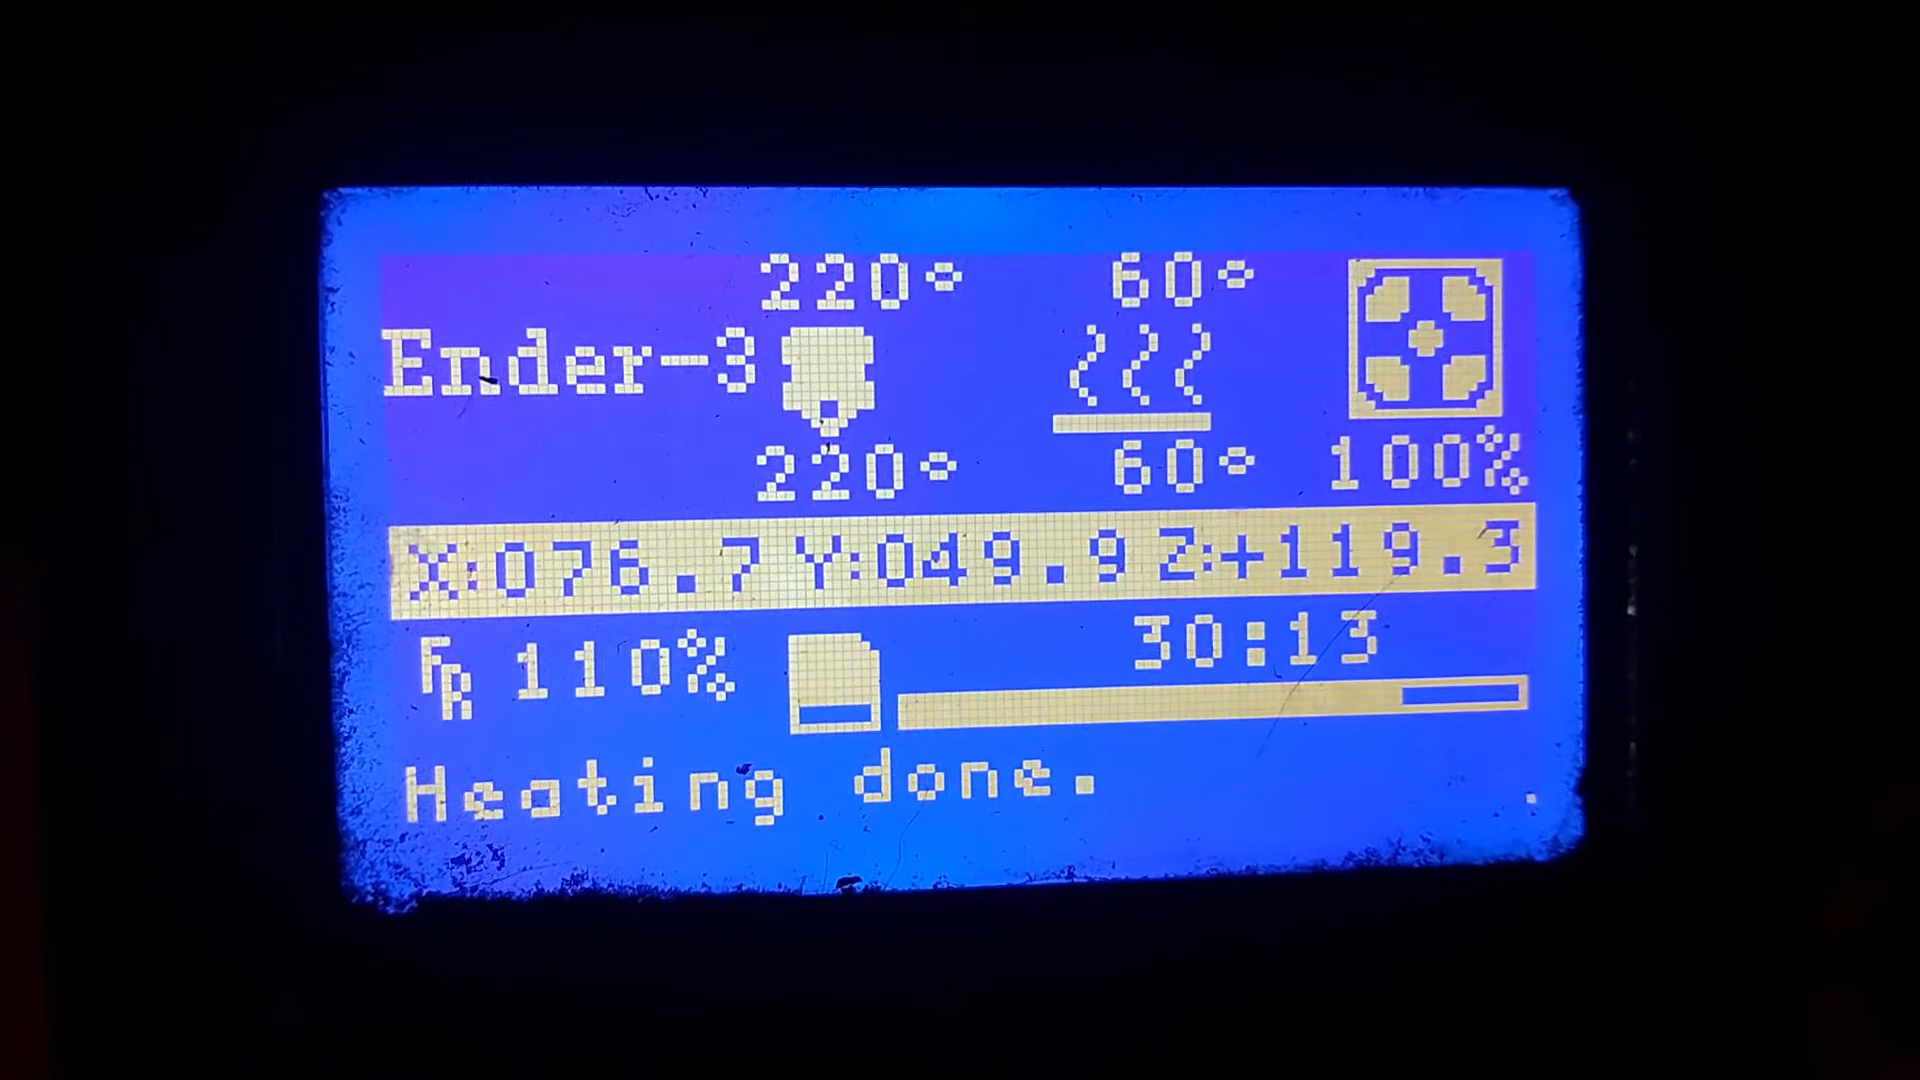 220° 60°
Ender-3
220° 60° 100%
X:076.7 Y:049.9 Z:+119.3
30:13
FR 110%
Heating done.